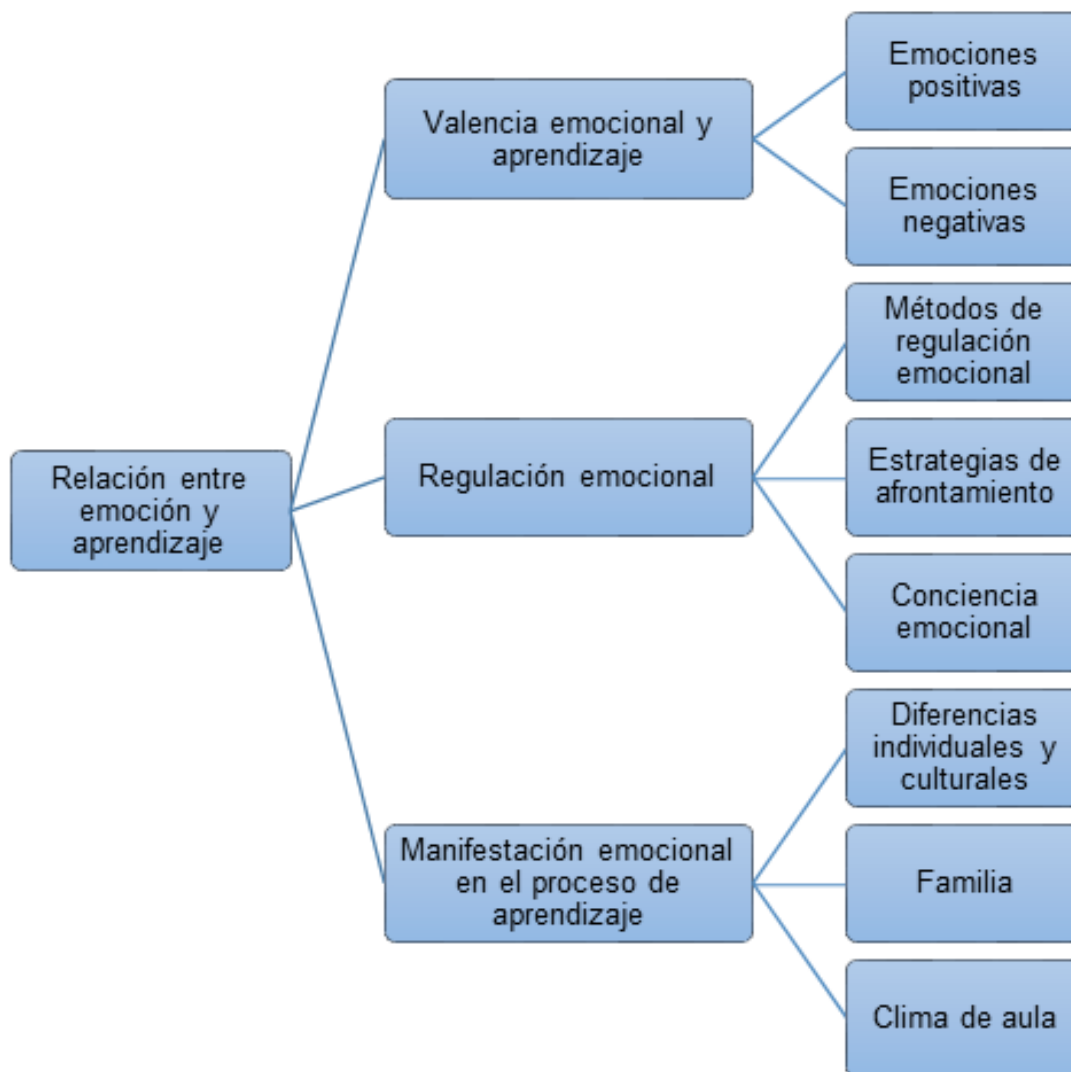 Relación entre
emoción y
aprendizaje
Valencia emocional y
aprendizaje
Emociones
positivas
Emociones
negativas
Regulación emocional
Métodos de
regulación
emocional
Estrategias de
afrontamiento
Conciencia
emocional
Manifestación emocional
en el proceso de
aprendizaje
Diferencias
individuales y
culturales
Familia
Clima de aula